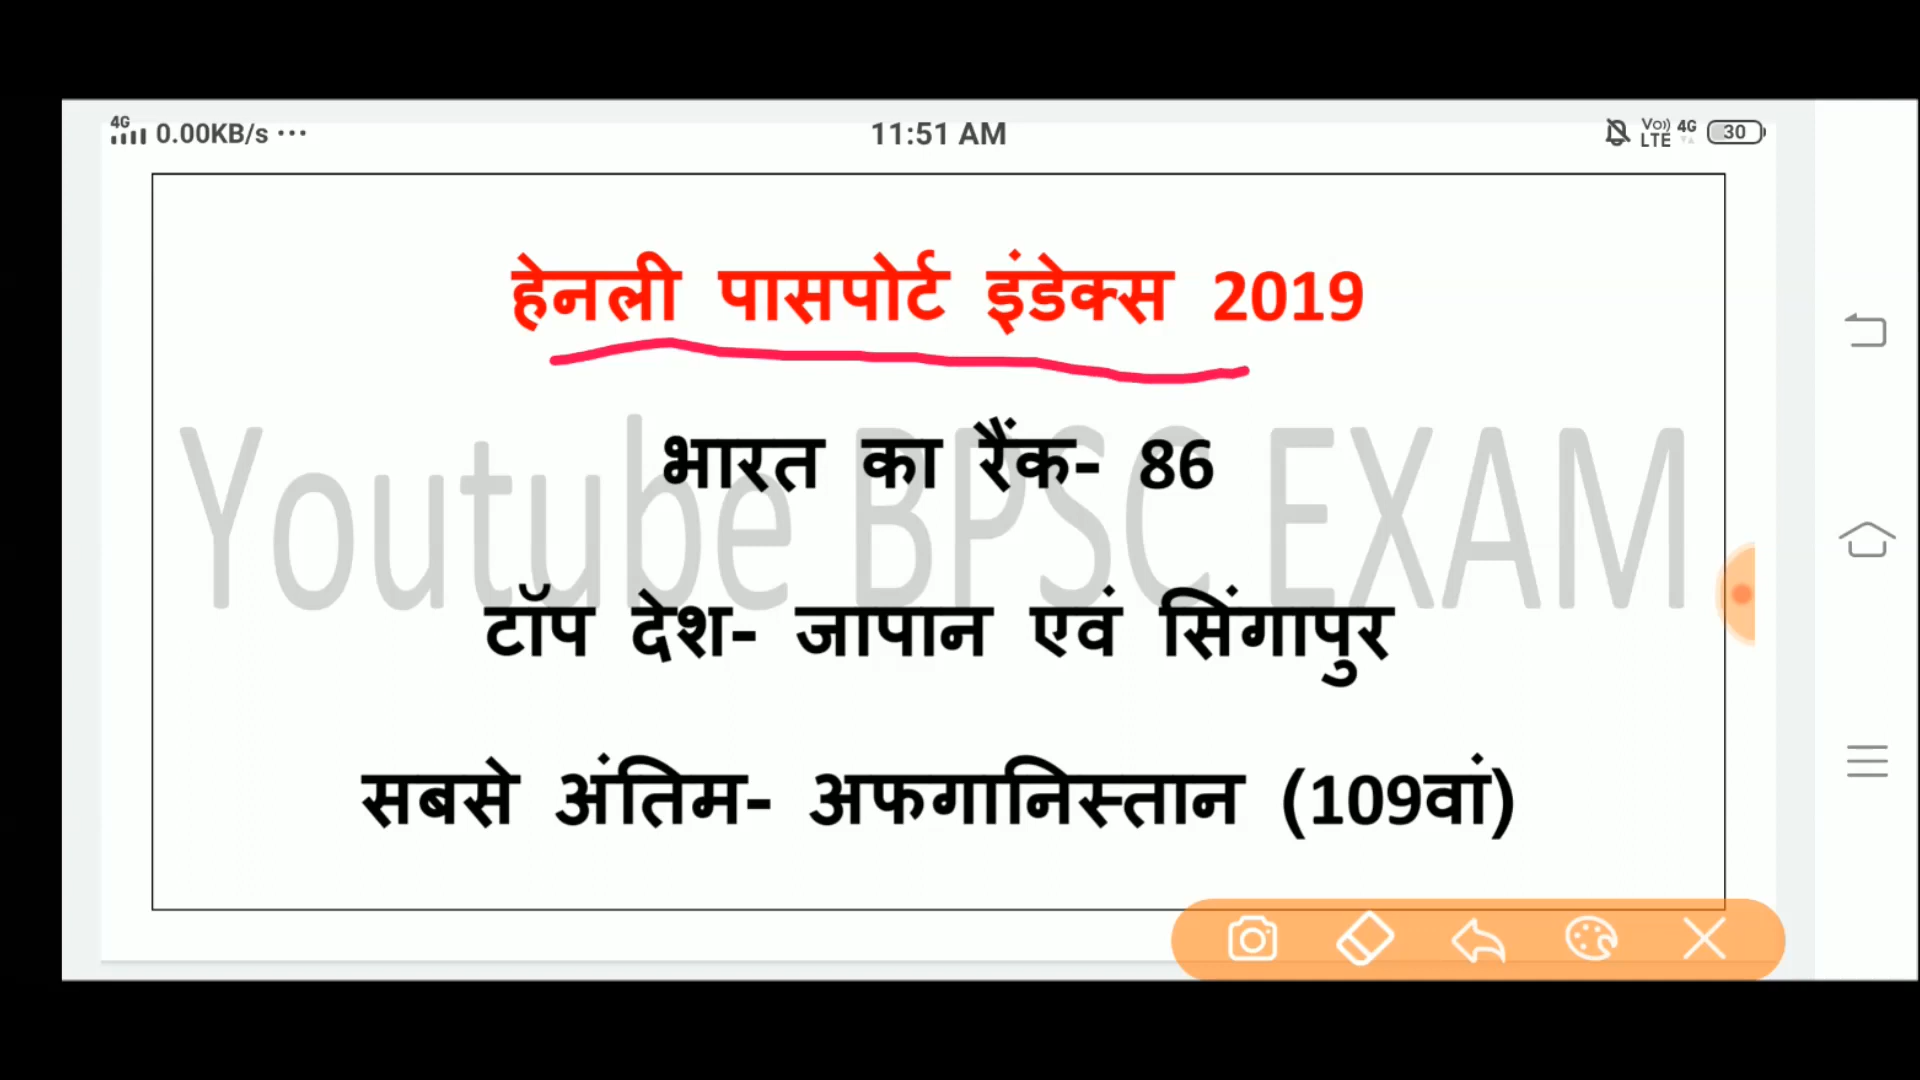 4G 0.00KB/s ... 11:51 AM Vo) LTE 4G 30
हेनली पासपोर्ट इंडेक्स 2019
भारत का रैंक- 86
Youtube BPSC EXAM
टॉप देश- जापान एवं सिंगापुर
सबसे अंतिम- अफगानिस्तान (109वां)